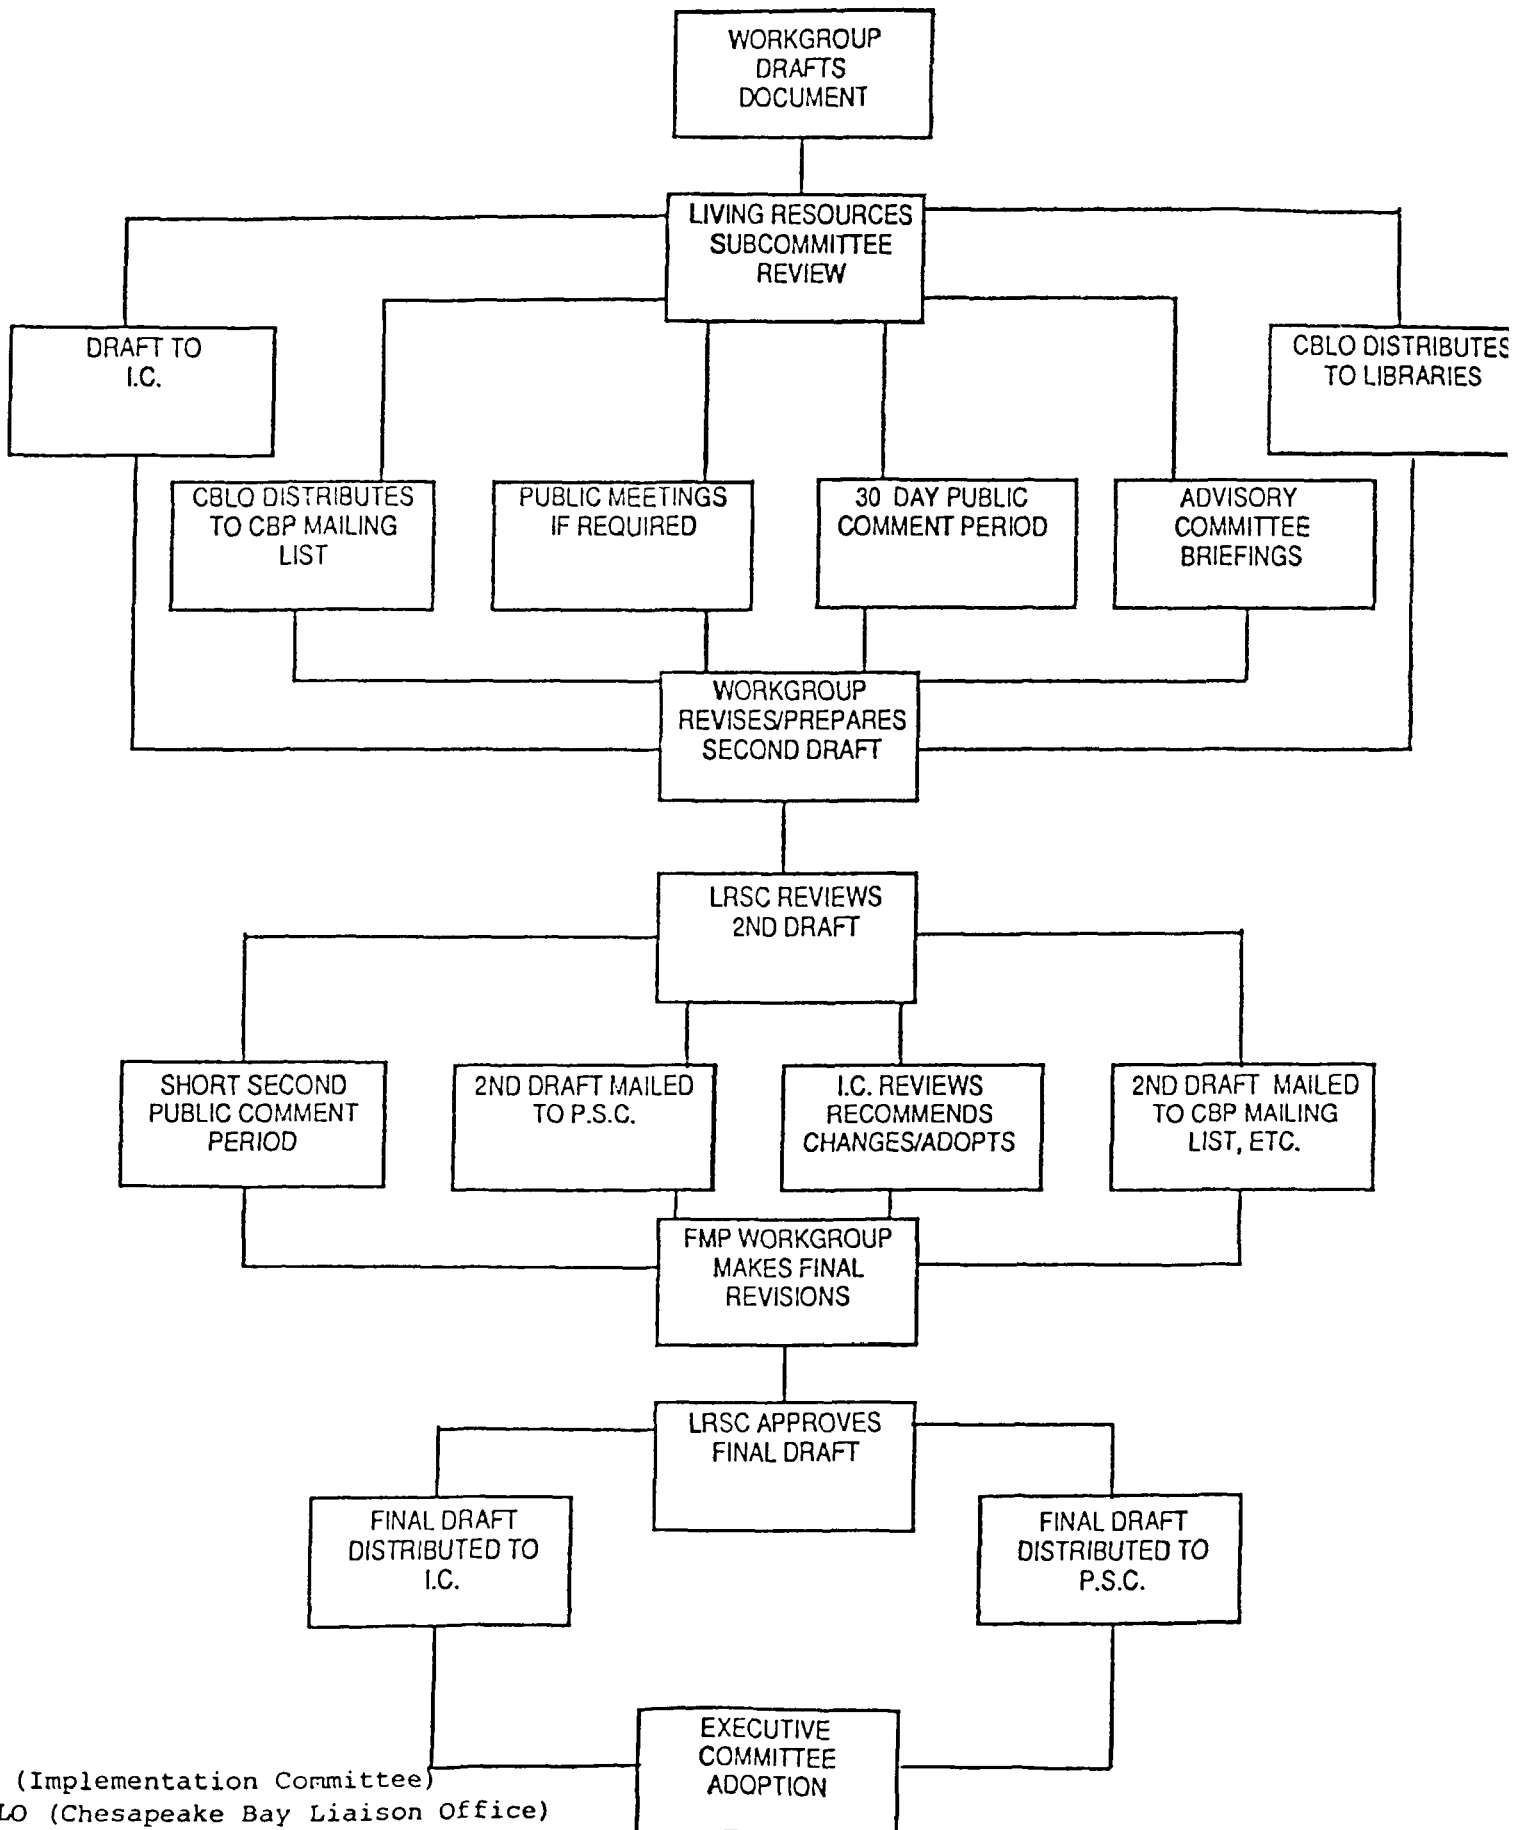 WORKGROUP
DRAFTS
DOCUMENT
LIVING RESOURCES
SUBCOMMITTEE
REVIEW
DRAFT TO
I.C.
CBLO DISTRIBUTES
TO LIBRARIES
CBLO DISTRIBUTES
TO CBP MAILING
LIST
PUBLIC MEETINGS
IF REQUIRED
30 DAY PUBLIC
COMMENT PERIOD
ADVISORY
COMMITTEE
BRIEFINGS
WORKGROUP
REVISES/PREPARES
SECOND DRAFT
LRSC REVIEWS
2ND DRAFT
SHORT SECOND
PUBLIC COMMENT
PERIOD
2ND DRAFT MAILED
TO P.S.C.
I.C. REVIEWS
RECOMMENDS
CHANGES/ADOPTS
2ND DRAFT MAILED
TO CBP MAILING
LIST, ETC.
FMP WORKGROUP
MAKES FINAL
REVISIONS
LRSC APPROVES
FINAL DRAFT
FINAL DRAFT
DISTRIBUTED TO
I.C.
FINAL DRAFT
DISTRIBUTED TO
P.S.C.
EXECUTIVE
COMMITTEE
ADOPTION
(Implementation Committee)
LO (Chesapeake Bay Liaison Office)